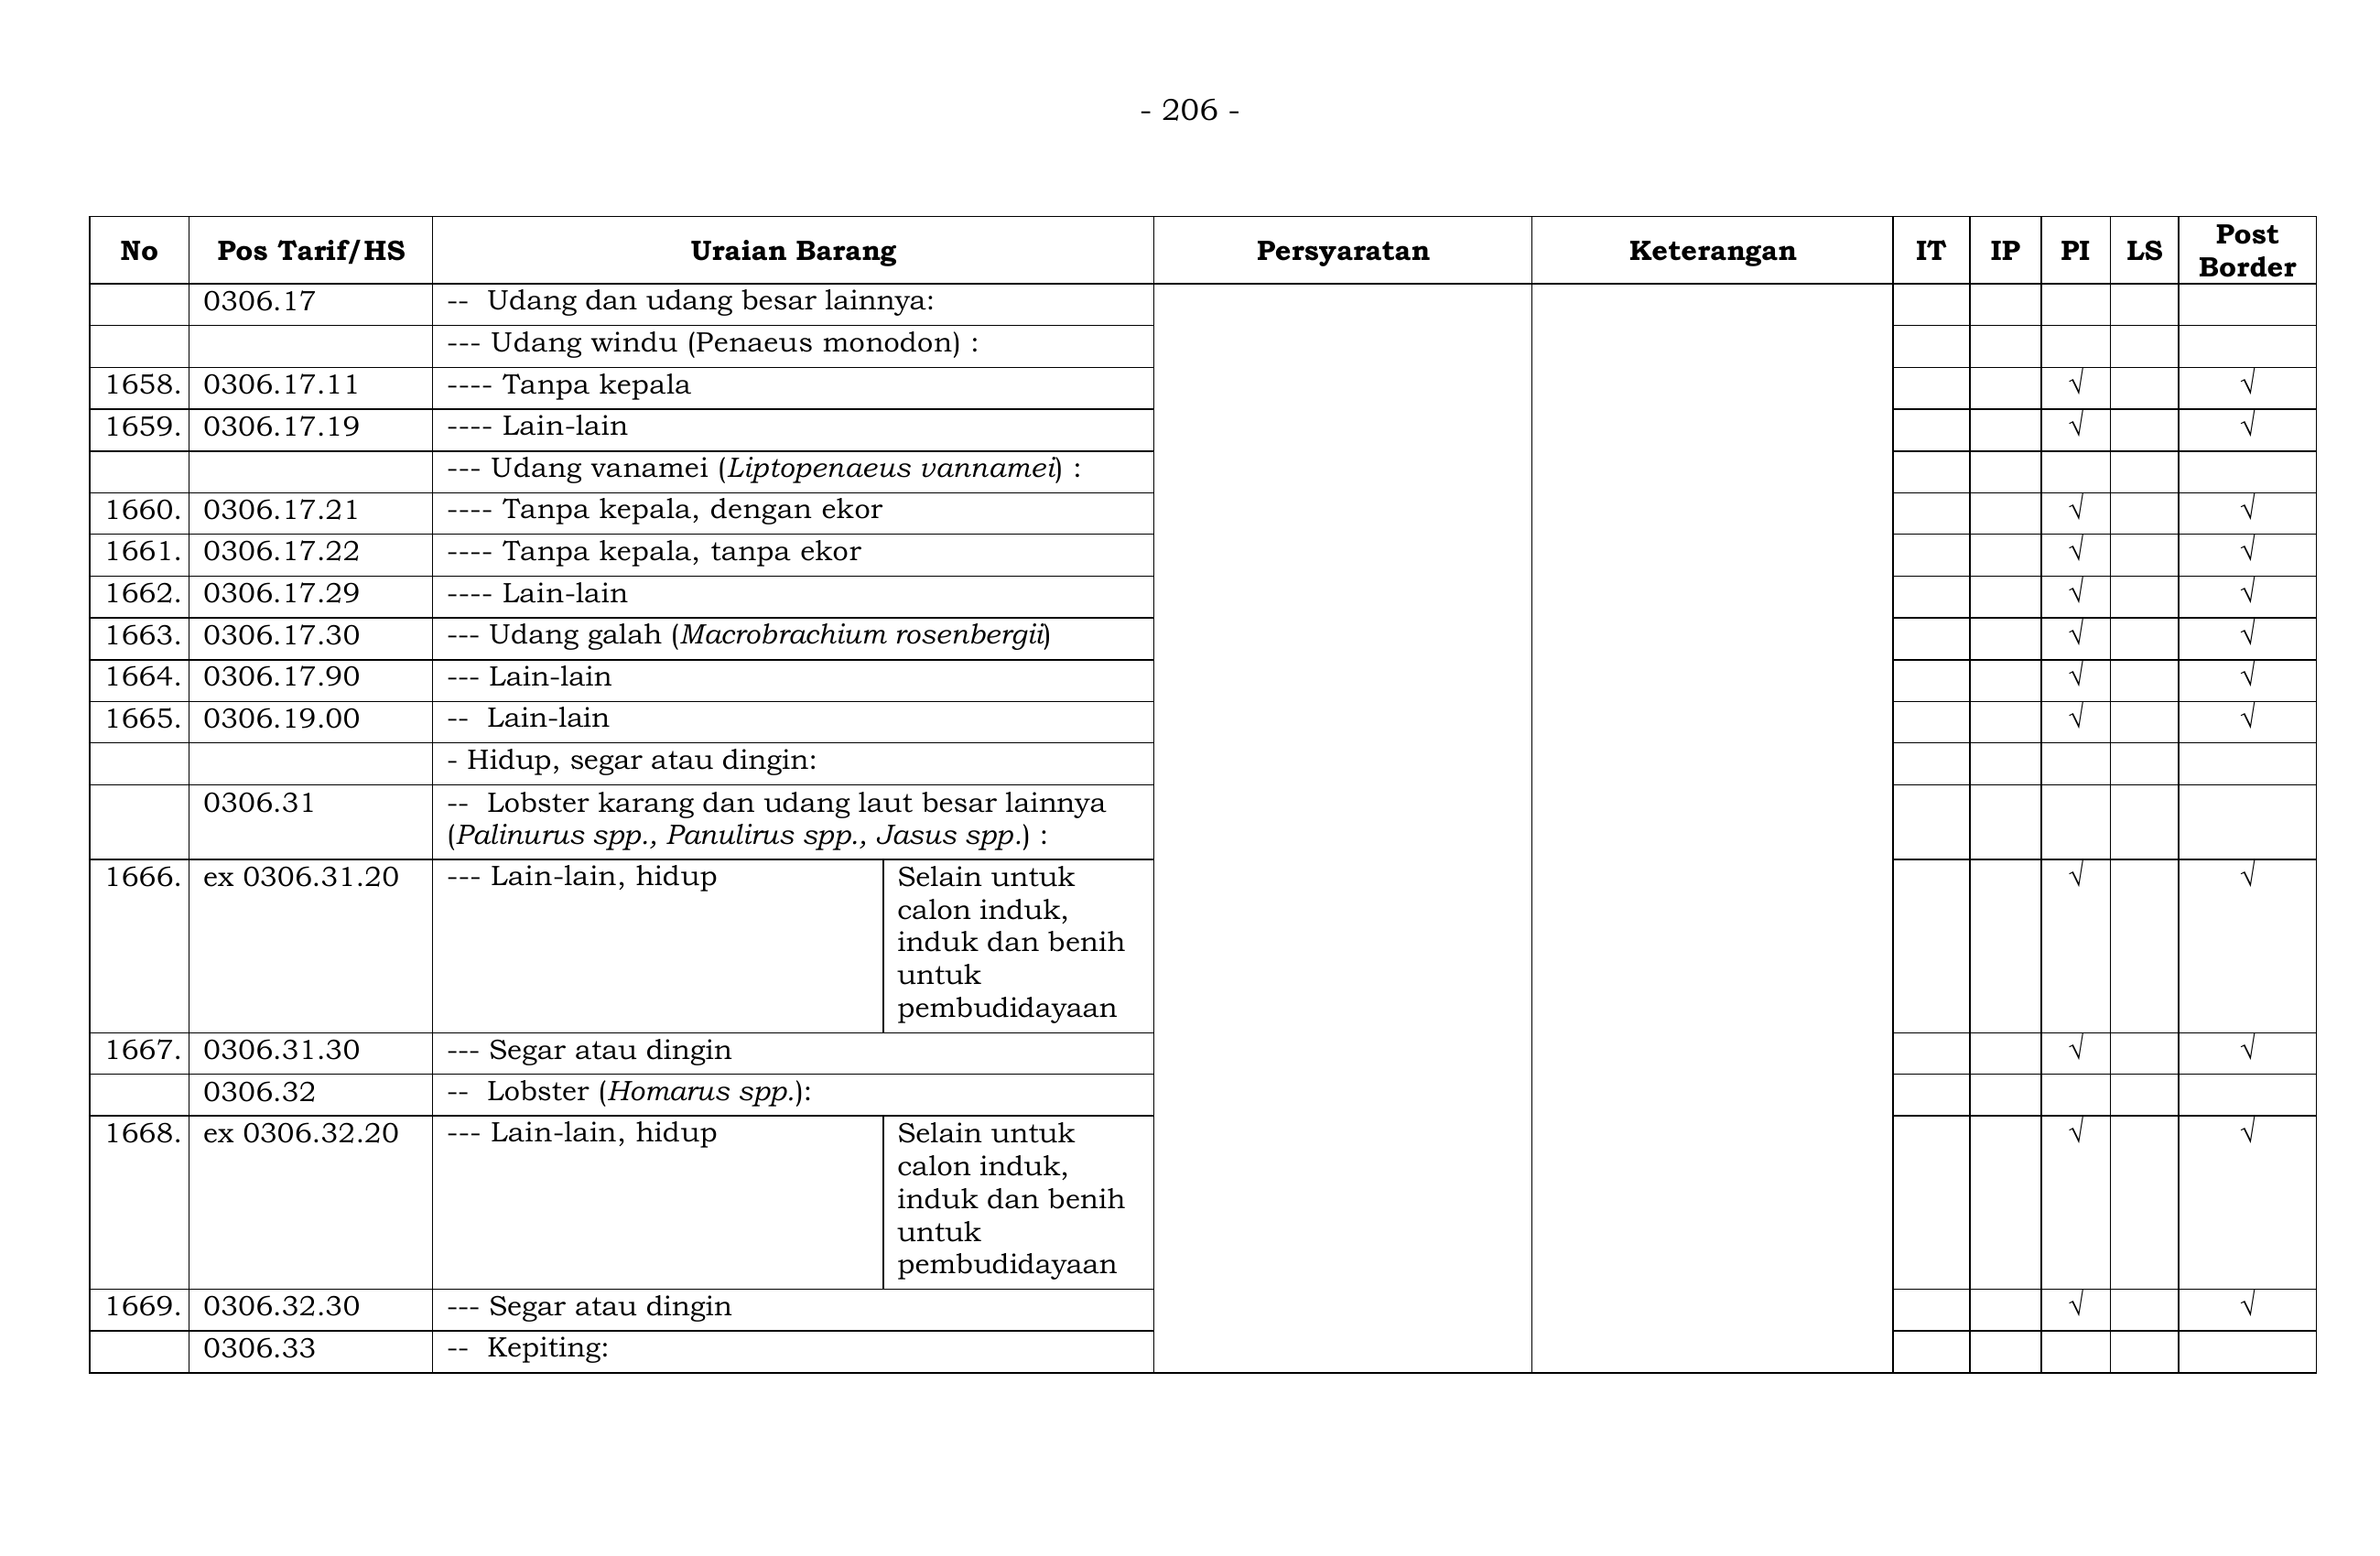 - 206 -
No Pos Tarif/HS Uraian Barang Persyaratan Keterangan IT IP PI LS Post Border
0306.17 -- Udang dan udang besar lainnya:
--- Udang windu (Penaeus monodon) :
1658. 0306.17.11 ---- Tanpa kepala √ √
1659. 0306.17.19 ---- Lain-lain √ √
--- Udang vanamei (Liptopenaeus vannamei) :
1660. 0306.17.21 ---- Tanpa kepala, dengan ekor √ √
1661. 0306.17.22 ---- Tanpa kepala, tanpa ekor √ √
1662. 0306.17.29 ---- Lain-lain √ √
1663. 0306.17.30 --- Udang galah (Macrobrachium rosenbergii) √ √
1664. 0306.17.90 --- Lain-lain √ √
1665. 0306.19.00 -- Lain-lain √ √
- Hidup, segar atau dingin:
0306.31 -- Lobster karang dan udang laut besar lainnya
(Palinurus spp., Panulirus spp., Jasus spp.) :
1666. ex 0306.31.20 --- Lain-lain, hidup Selain untuk √ √
calon induk,
induk dan benih
untuk
pembudidayaan
1667. 0306.31.30 --- Segar atau dingin √ √
0306.32 -- Lobster (Homarus spp.):
1668. ex 0306.32.20 --- Lain-lain, hidup Selain untuk √ √
calon induk,
induk dan benih
untuk
pembudidayaan
1669. 0306.32.30 --- Segar atau dingin √ √
0306.33 -- Kepiting: